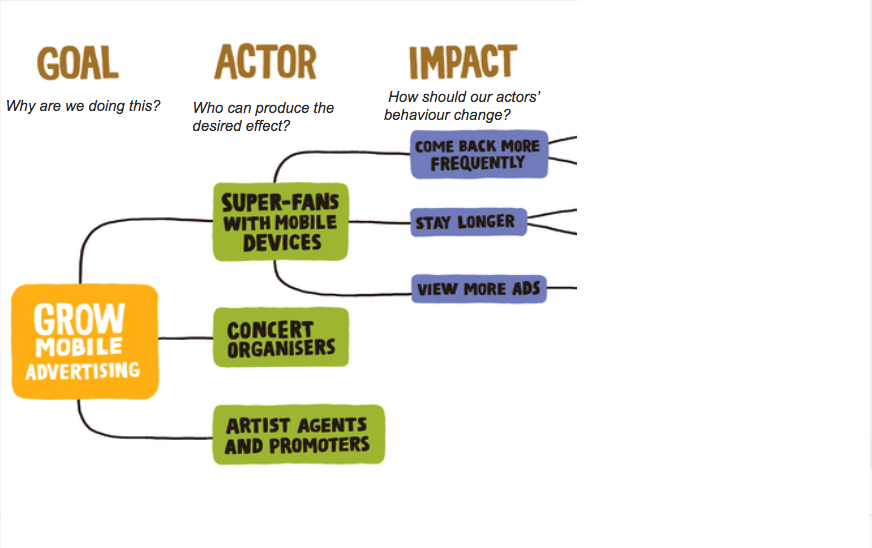 GOAL
ACTOR
IMPACT
Why are we doing this?
Who can produce the
desired effect?
How should our actors'
behaviour change?
COME BACK MORE
FREQUENTLY
SUPER-FANS
WITH MOBILE
DEVICES
STAY LONGER
VIEW MORE ADS
GROW
MOBILE
ADVERTISING
CONCERT
ORGANISERS
ARTIST AGENTS
AND PROMOTERS